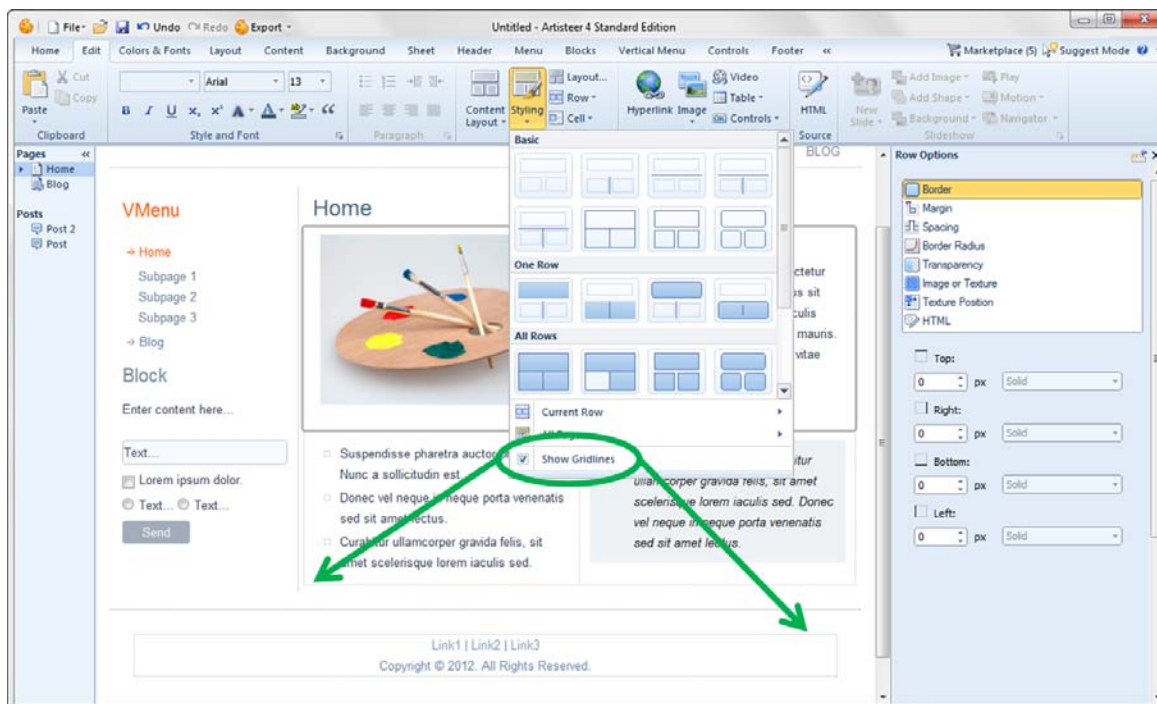 File
Undo
Redo
Export
Untitled - Artisteer 4 Standard Edition
Home Edit Colors & Fonts Layout Content Background Sheet Header Menu Blocks Vertical Menu Controls Footer «
Marketplace (5) Suggest Mode
Paste
Cut
Copy
Clipboard
Arial 13
B I U x, x' A A ab
Style and Font
Paragraph
Content Layout
Styling
Layout...
Row
Cell
Hyperlink
Image
Video
Table
Controls
HTML
Source
New Slide
Add Image
Add Shape
Background
Play
Motion
Navigator
Slideshow
Pages «
Home
Blog
Posts
Post 2
Post
BLOG
VMenu
Home
Subpage 1
Subpage 2
Subpage 3
Blog
Block
Enter content here...
Text...
Lorem ipsum dolor.
Text... Text...
Send
Home
Suspendisse pharetra auctor
Nunc a sollicitudin est.
Donec vel neque in neque porta venenatis
sed sit amet lectus.
Curabitur ullamcorper gravida felis, sit
amet scelerisque lorem iaculis sed.
Basic
One Row
All Rows
Current Row
Show Gridlines
ctetur
us sit
culis
mauris.
vitae
itur
ullamcorper gravida felis, sit amet
scelerisque lorem iaculis sed. Donec
vel neque in neque porta venenatis
sed sit amet lectus.
Link1 | Link2 | Link3
Copyright © 2012. All Rights Reserved.
Row Options
Border
Margin
Spacing
Border Radius
Transparency
Image or Texture
Texture Position
HTML
Top:
0 px Solid
Right:
0 px Solid
Bottom:
0 px Solid
Left:
0 px Solid